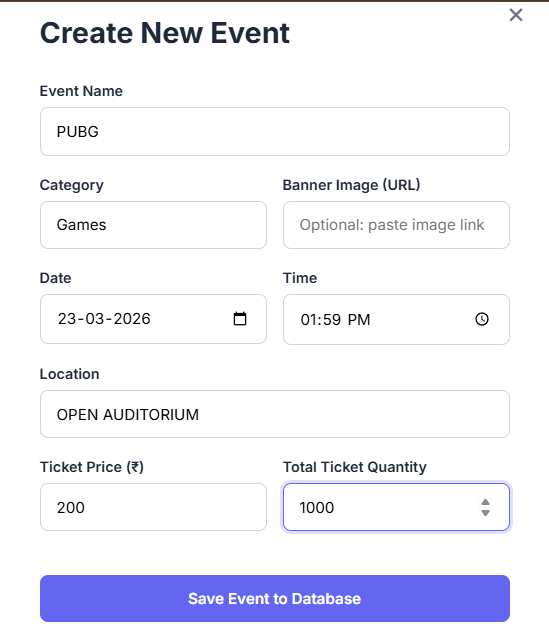 Create New Event
Event Name
PUBG
Category
Banner Image (URL)
Games
Optional: paste image link
Date
Time
23-03-2026
01:59 PM
Location
OPEN AUDITORIUM
Ticket Price (₹)
Total Ticket Quantity
200
1000
Save Event to Database